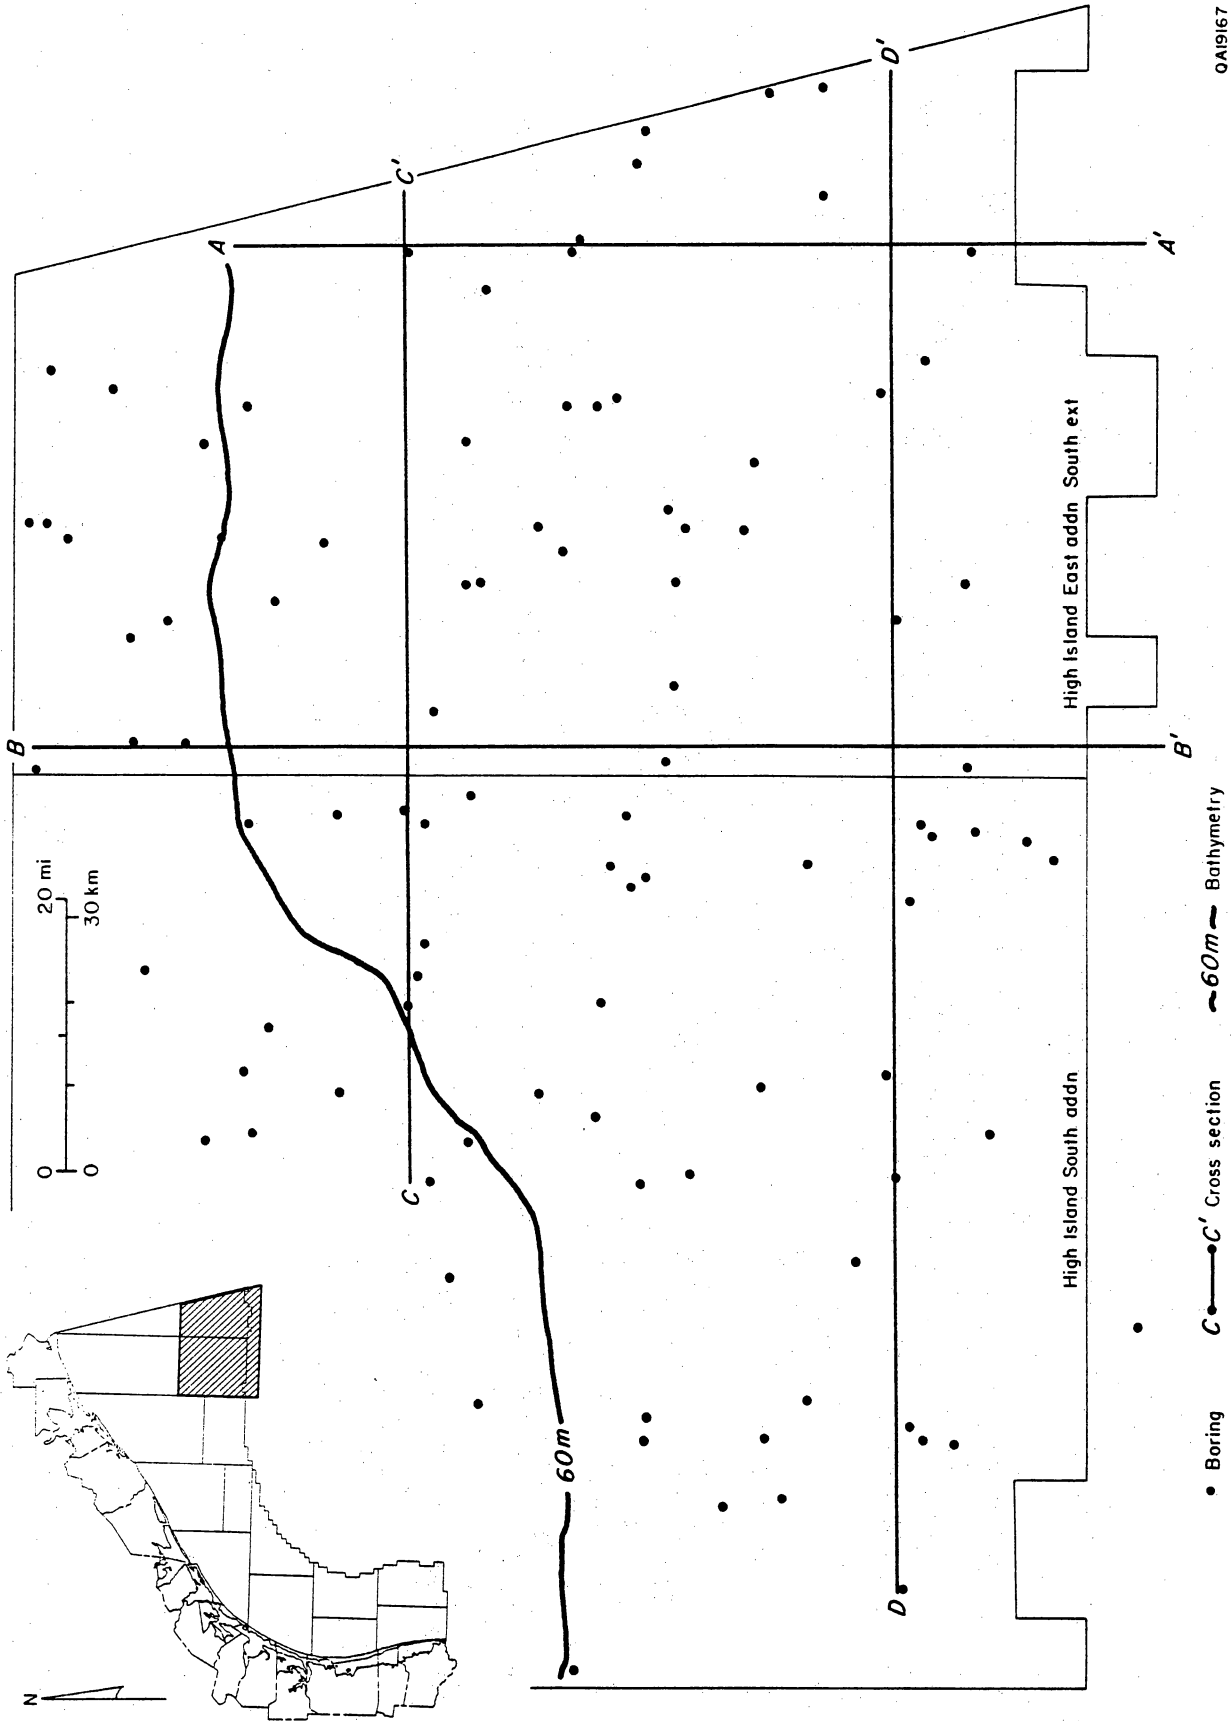 N
0 20 mi
0 30 km
A
A'
B
B'
C
C'
D
D'
60m
High Island South addn
High Island East addn South ext
• Boring C C' Cross section ~60m~ Bathymetry
QA19167